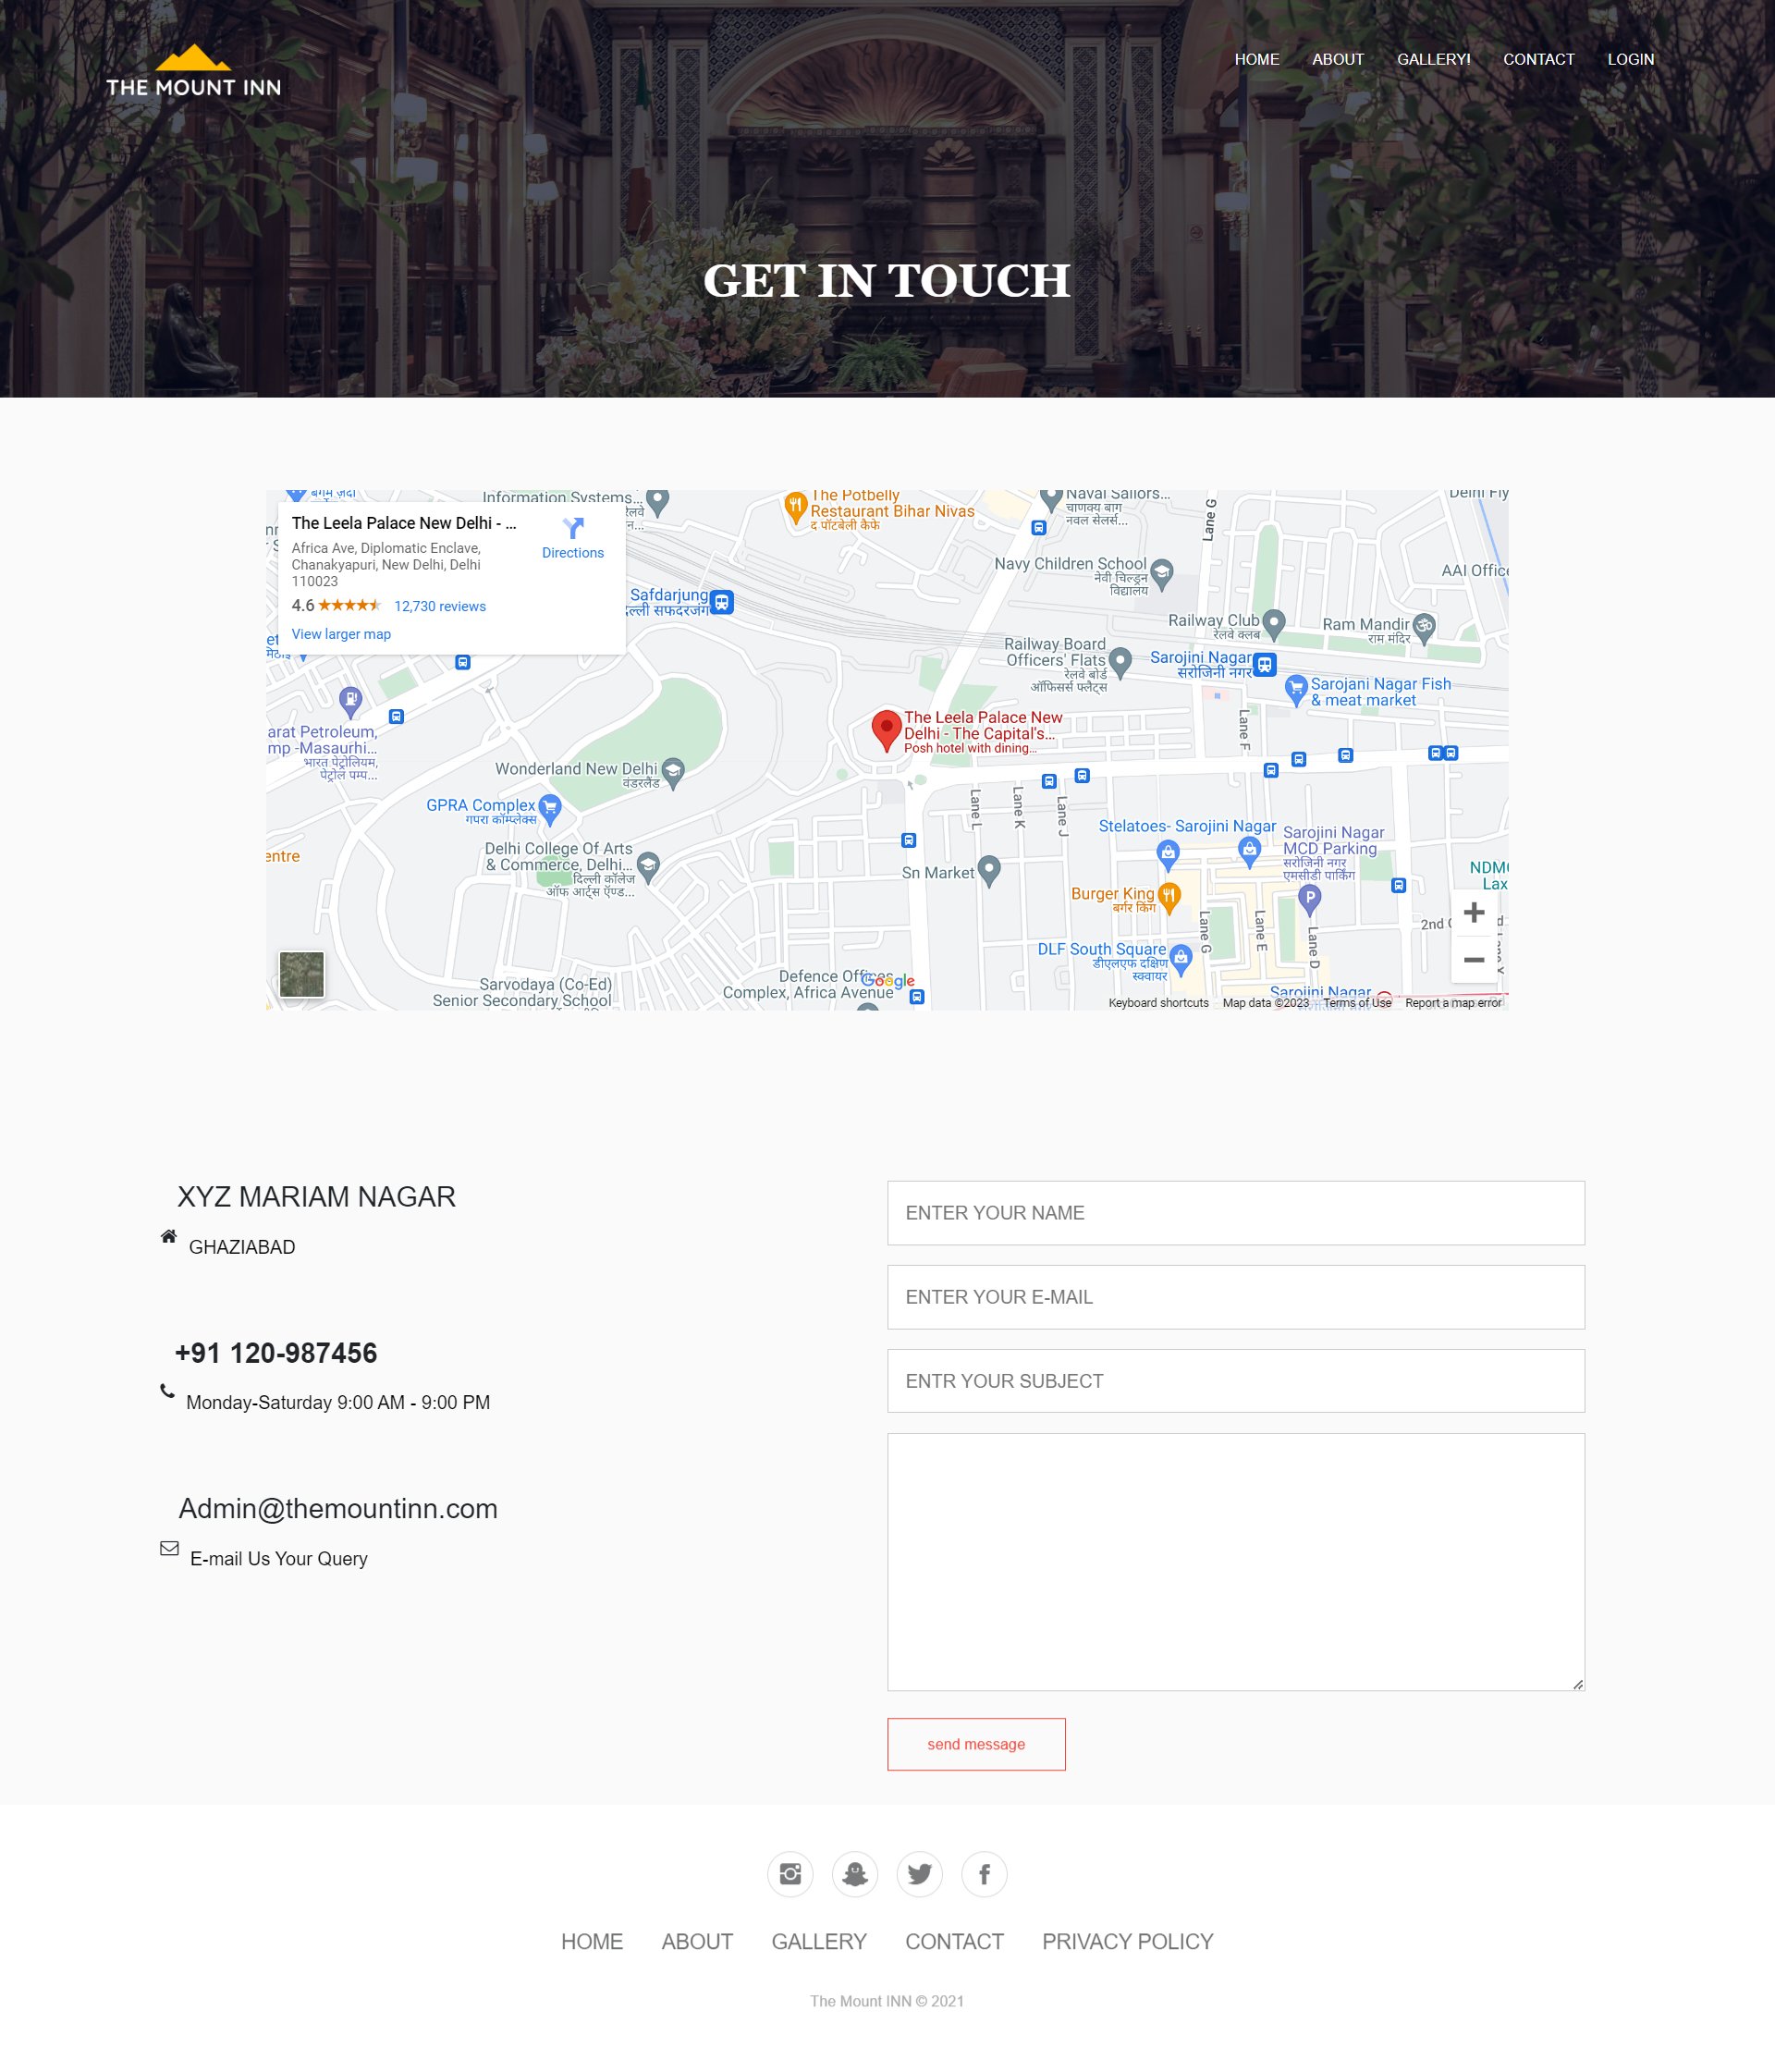 THE MOUNT INN
HOME ABOUT GALLERY! CONTACT LOGIN
GET IN TOUCH
The Leela Palace New Delhi - ...
Africa Ave, Diplomatic Enclave,
Chanakyapuri, New Delhi, Delhi
110023
Directions
4.6 12,730 reviews
View larger map
Information Systems...
The Potbelly
Restaurant Bihar Nivas
द पॉटबेली कैफे
Naval Sailors...
चाणक्य बाग
नवल सेलर्स...
Lane G
Delhi Fly
Navy Children School
नेवी चिल्ड्रन
विद्यालय
AAI Office
Safdarjung
दिल्ली सफदरजंग
Railway Club
रेलवे क्लब
Ram Mandir
राम मंदिर
Railway Board
Officers' Flats
रेलवे बोर्ड
ऑफिसर्स फ्लैट्स
Sarojini Nagar
सरोजिनी नगर
Sarojani Nagar Fish
& meat market
arat Petroleum,
mp -Masaurhi...
भारत पेट्रोलियम,
पेट्रोल पम्प...
The Leela Palace New
Delhi - The Capital's...
Posh hotel with dining...
Lane F
Wonderland New Delhi
वंडरलैंड
GPRA Complex
गपरा कॉम्प्लेक्स
Lane L
Lane K
Lane J
Stelatoes- Sarojini Nagar
Sarojini Nagar
MCD Parking
सरोजिनी नगर
एमसीडी पार्किंग
entre
Delhi College Of Arts
& Commerce, Delhi...
दिल्ली कॉलेज
ऑफ आर्ट्स ऍण्ड...
Sn Market
NDMC
Lax
Burger King
बर्गर किंग
P
Lane G
Lane E
Lane D
2nd
DLF South Square
डीएलएफ दक्षिण
स्क्वायर
Sarvodaya (Co-Ed)
Senior Secondary School
Defence Offices
Complex, Africa Avenue
Google
Sarojini Nagar
Keyboard shortcuts Map data ©2023 Terms of Use Report a map error
XYZ MARIAM NAGAR
GHAZIABAD
+91 120-987456
Monday-Saturday 9:00 AM - 9:00 PM
Admin@themountinn.com
E-mail Us Your Query
ENTER YOUR NAME
ENTER YOUR E-MAIL
ENTR YOUR SUBJECT
send message
HOME ABOUT GALLERY CONTACT PRIVACY POLICY
The Mount INN © 2021